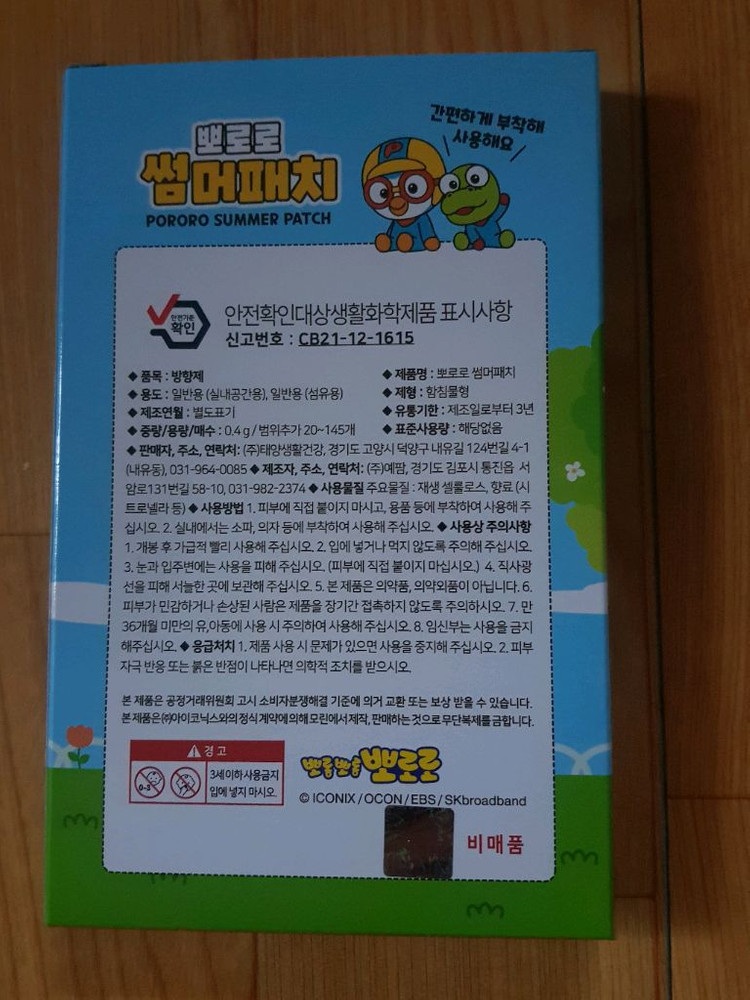 뽀로로
썸머패치
PORORO SUMMER PATCH
간편하게 부착해
사용해요
P
안전기준
확인
안전확인대상생활화학제품 표시사항
신고번호 : CB21-12-1615
◆ 품목 : 방향제
◆ 제품명 : 뽀로로 썸머패치
◆ 용도 : 일반용 (실내공간용), 일반용 (섬유용)
◆ 제형 : 함침물형
◆ 제조연월 : 별도표기
◆ 유통기한 : 제조일로부터 3년
◆ 중량/용량/매수 : 0.4 g / 범위추가 20~145개
◆ 표준사용량 : 해당없음
◆ 판매자, 주소, 연락처: (주)태양생활건강, 경기도 고양시 덕양구 내유길 124번길 4-1
(내유동), 031-964-0085 ◆ 제조자, 주소, 연락처: (주)예팜, 경기도 김포시 통진읍 서
암로131번길 58-10, 031-982-2374 ◆ 사용물질 주요물질 : 재생 셀룰로스, 향료 (시
트로넬라 등) ◆ 사용방법 1. 피부에 직접 붙이지 마시고, 용품 등에 부착하여 사용해 주
십시오. 2. 실내에서는 소파, 의자 등에 부착하여 사용해 주십시오. ◆ 사용상 주의사항
1. 개봉 후 가급적 빨리 사용해 주십시오. 2. 입에 넣거나 먹지 않도록 주의해 주십시오.
3. 눈과 입주변에는 사용을 피해 주십시오. (피부에 직접 붙이지 마십시오.) 4. 직사광
선을 피해 서늘한 곳에 보관해 주십시오. 5. 본 제품은 의약품, 의약외품이 아닙니다. 6.
피부가 민감하거나 손상된 사람은 제품을 장기간 접촉하지 않도록 주의하시오. 7. 만
36개월 미만의 유,아동에 사용 시 주의하여 사용해 주십시오. 8. 임신부는 사용을 금지
해주십시오. ◆ 응급처치 1. 제품 사용 시 문제가 있으면 사용을 중지해 주십시오. 2. 피부
자극 반응 또는 붉은 반점이 나타나면 의학적 조치를 받으시오.
본 제품은 공정거래위원회 고시 소비자분쟁해결 기준에 의거 교환 또는 보상 받을 수 있습니다.
본 제품은㈜아이코닉스와의 정식 계약에 의해 모린에서 제작, 판매하는 것으로 무단복제를 금합니다.
경고
0-3
3세 이하 사용금지
입에 넣지 마시오.
뽀롱뽀롱 뽀로로
© ICONIX / OCON / EBS / SKbroadband
비매품